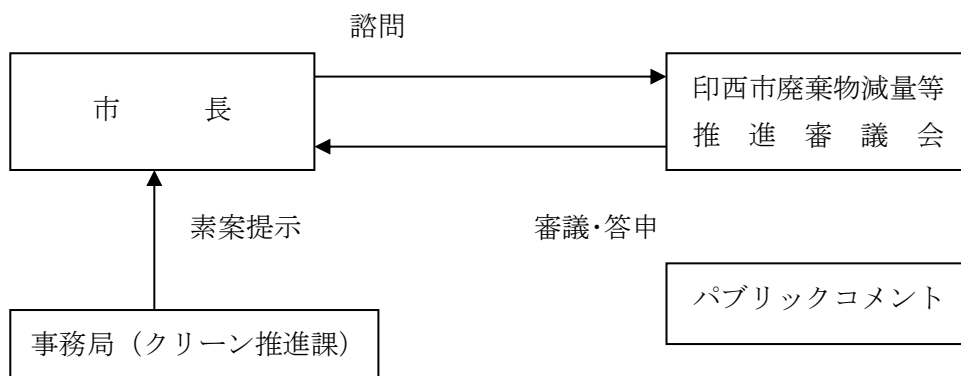 諮問
市　　　長
印西市廃棄物減量等
推　進　審　議　会
素案提示
審議･答申
パブリックコメント
事務局（クリーン推進課）